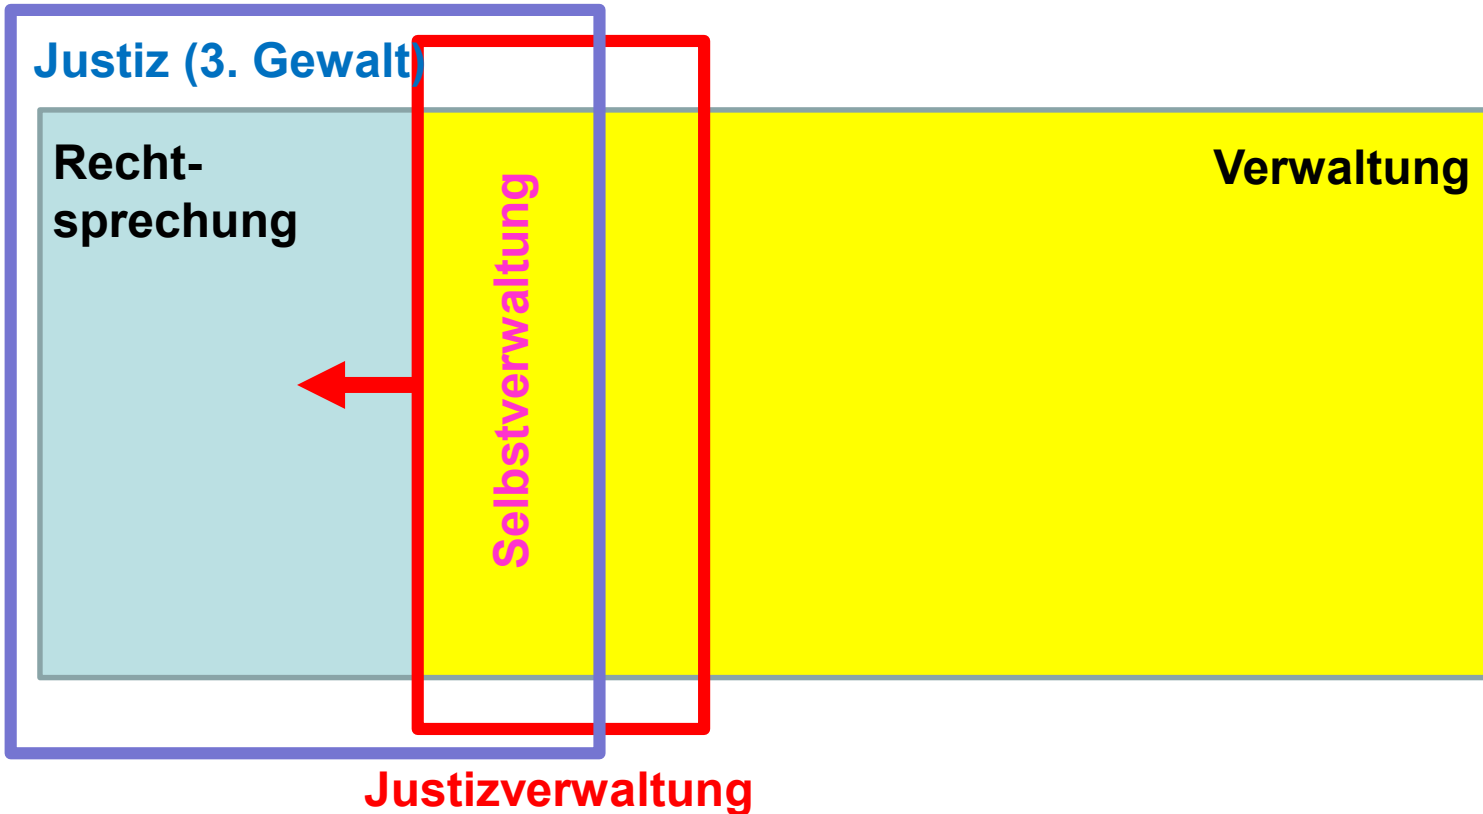 Justiz (3. Gewalt)
Recht-
sprechung
Selbstverwaltung
Verwaltung
Justizverwaltung